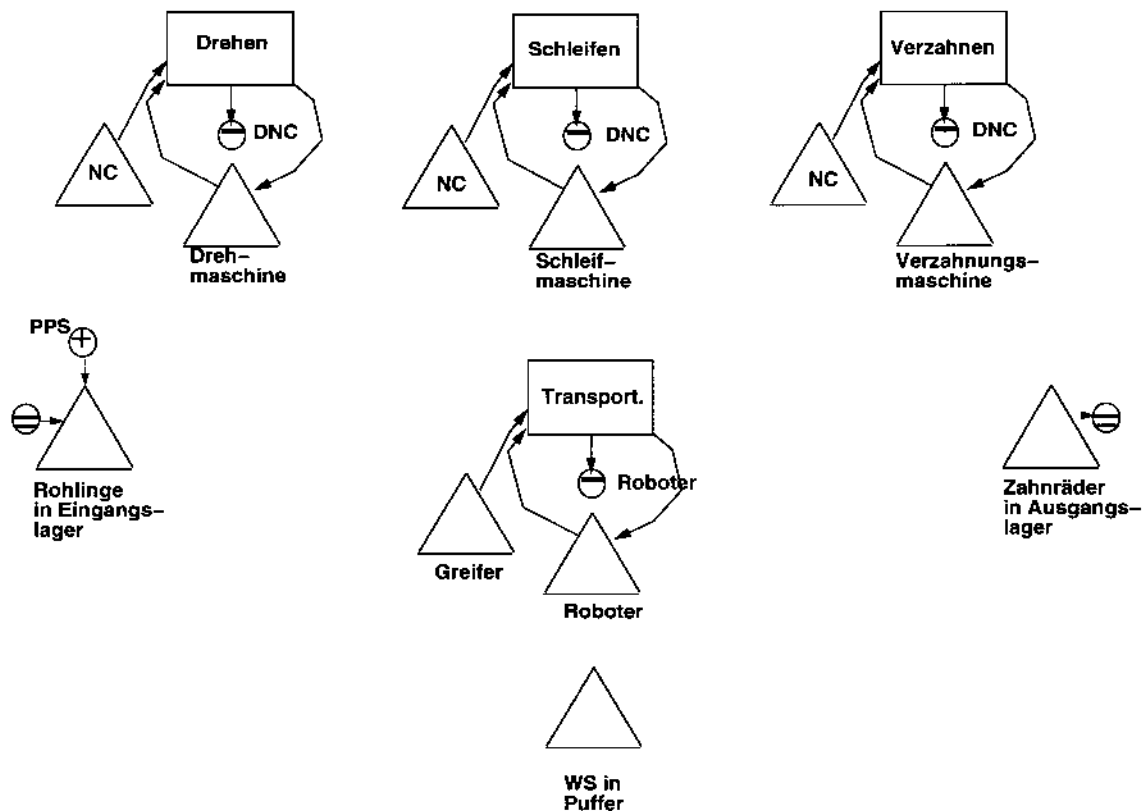 Drehen
Schleifen
Verzahnen
DNC
DNC
DNC
NC
NC
NC
Dreh–
maschine
Schleif–
maschine
Verzahnungs–
maschine
PPS
Transport.
Rohlinge
in Eingangs–
lager
Roboter
Zahnräder
in Ausgangs–
lager
Greifer
Roboter
WS in
Puffer